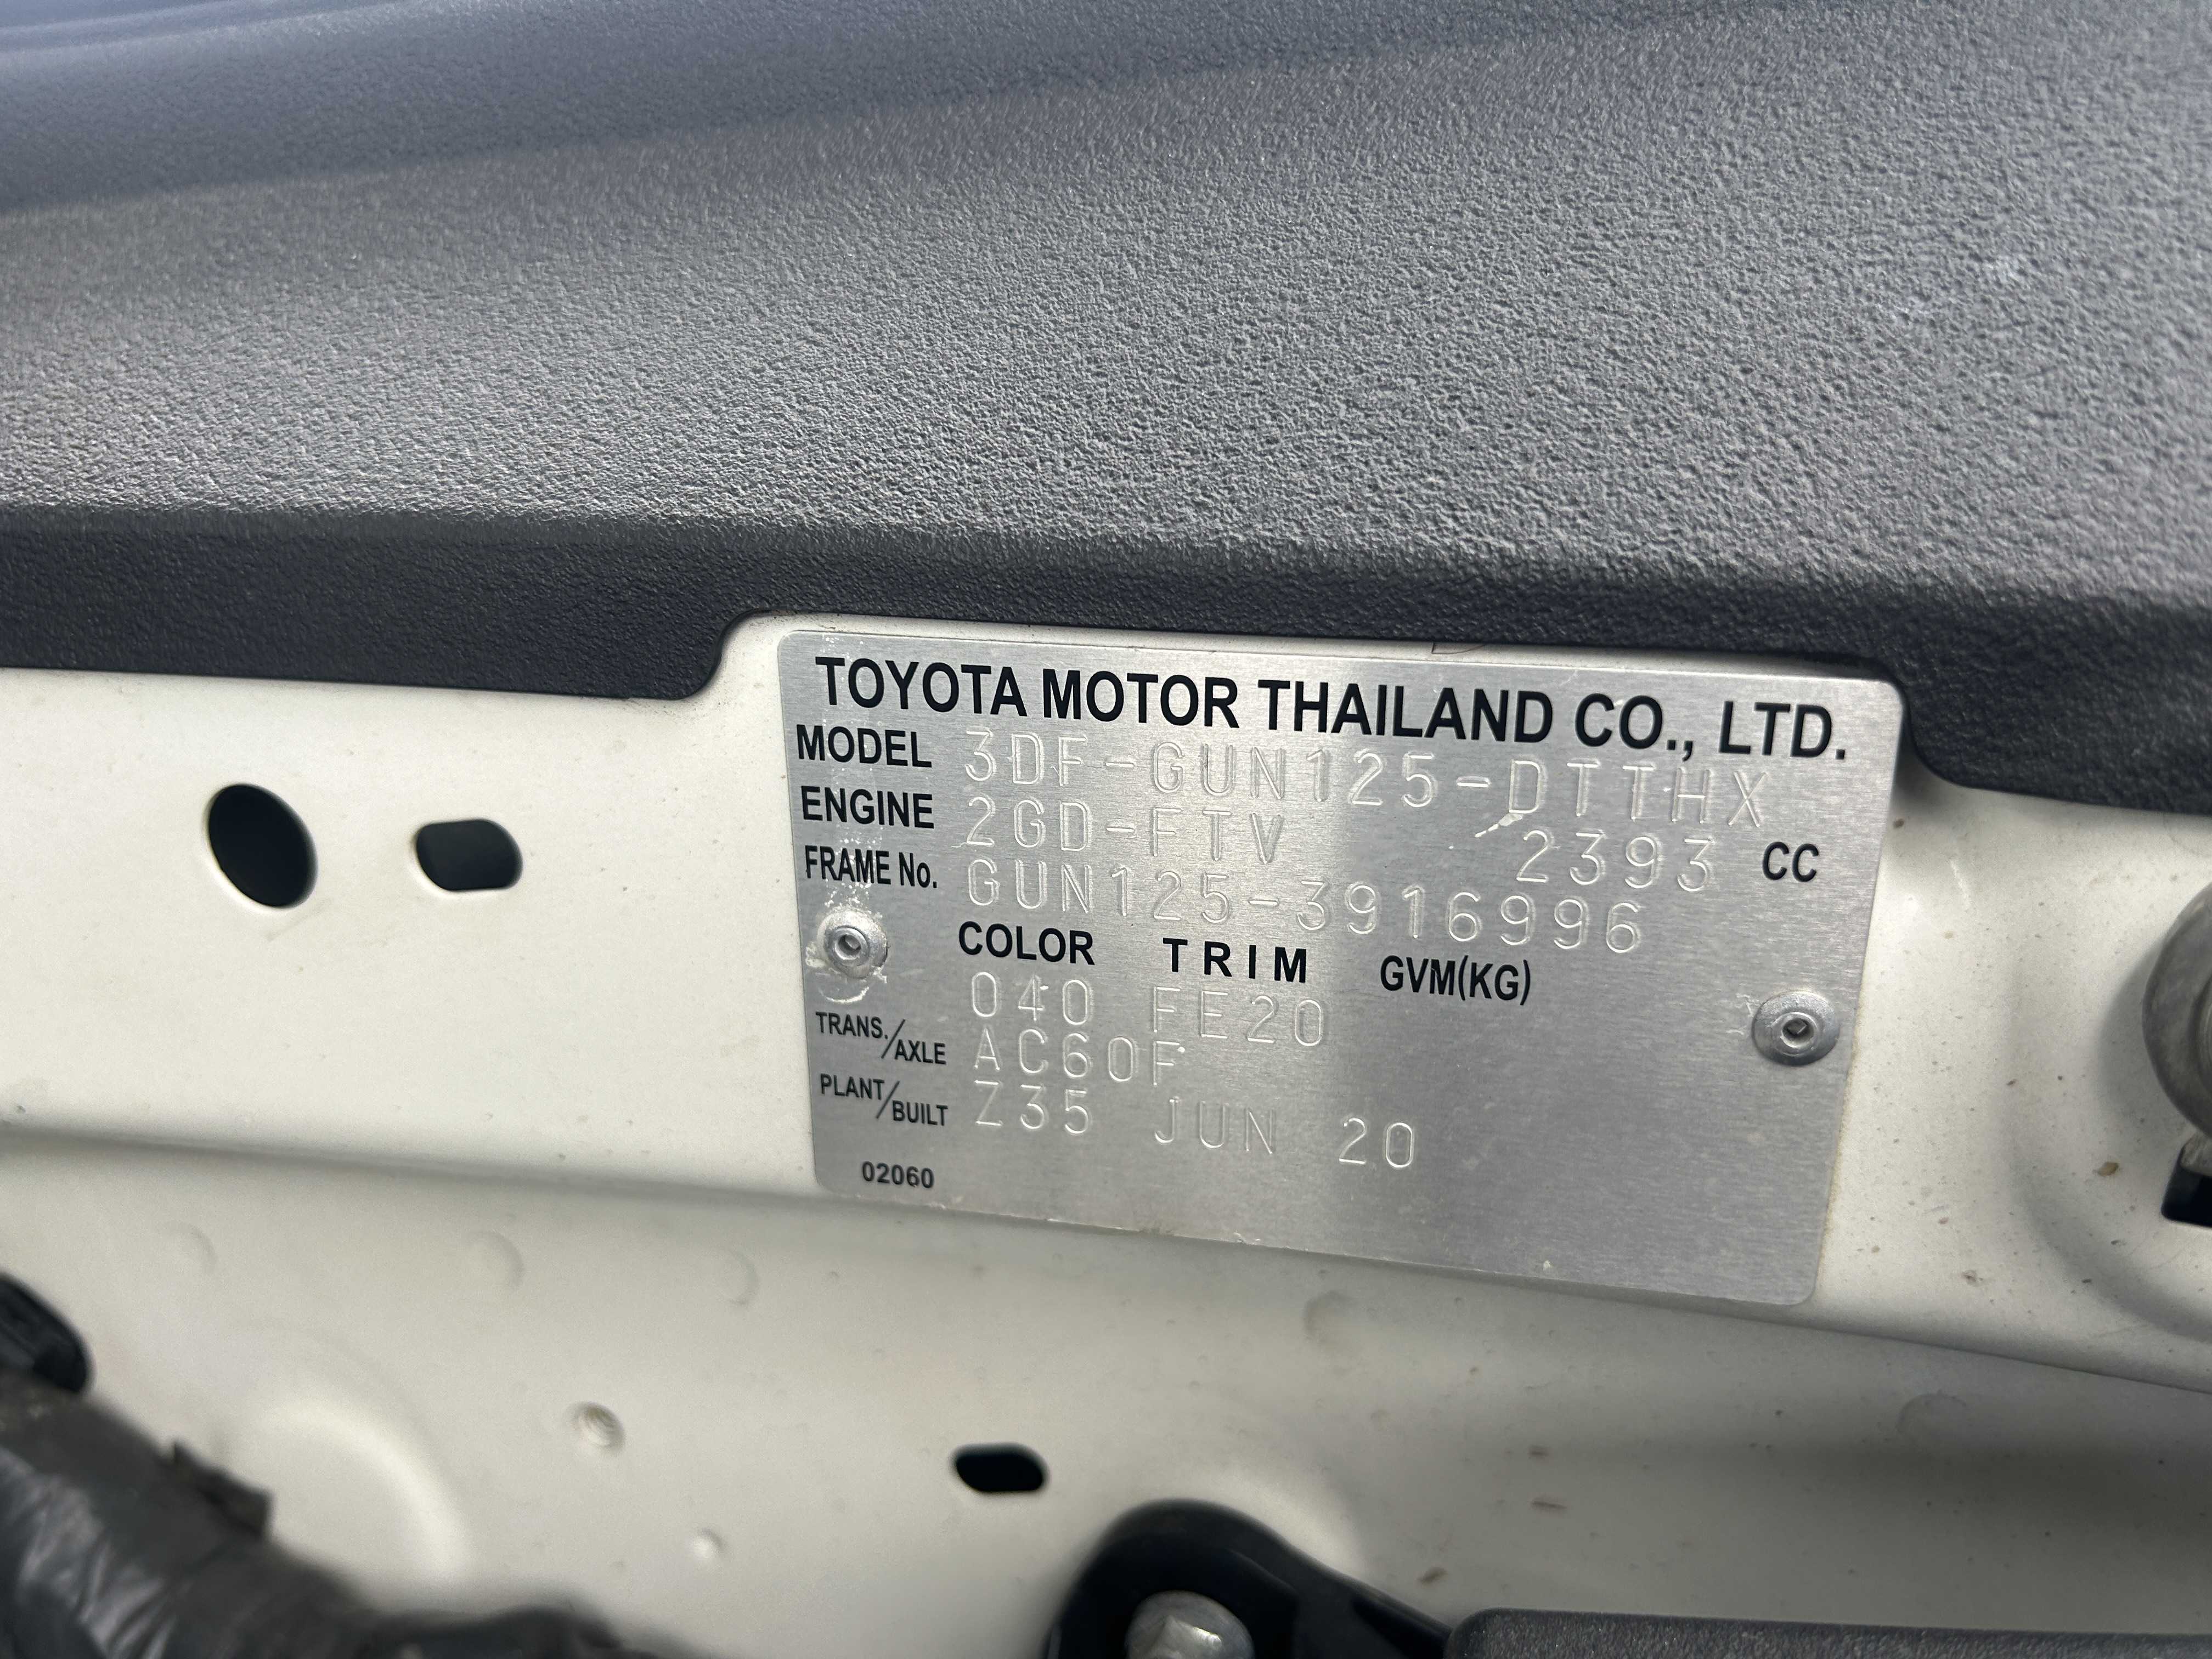 TOYOTA MOTOR THAILAND CO., LTD.
MODEL 3DF-GUN125-DTTHX
ENGINE 2GD-FTV 2393 CC
FRAME No. GUN125-3916996
COLOR TRIM GVM(KG)
040 FE20
TRANS./AXLE AC60F
PLANT/BUILT Z35 JUN 20
02060